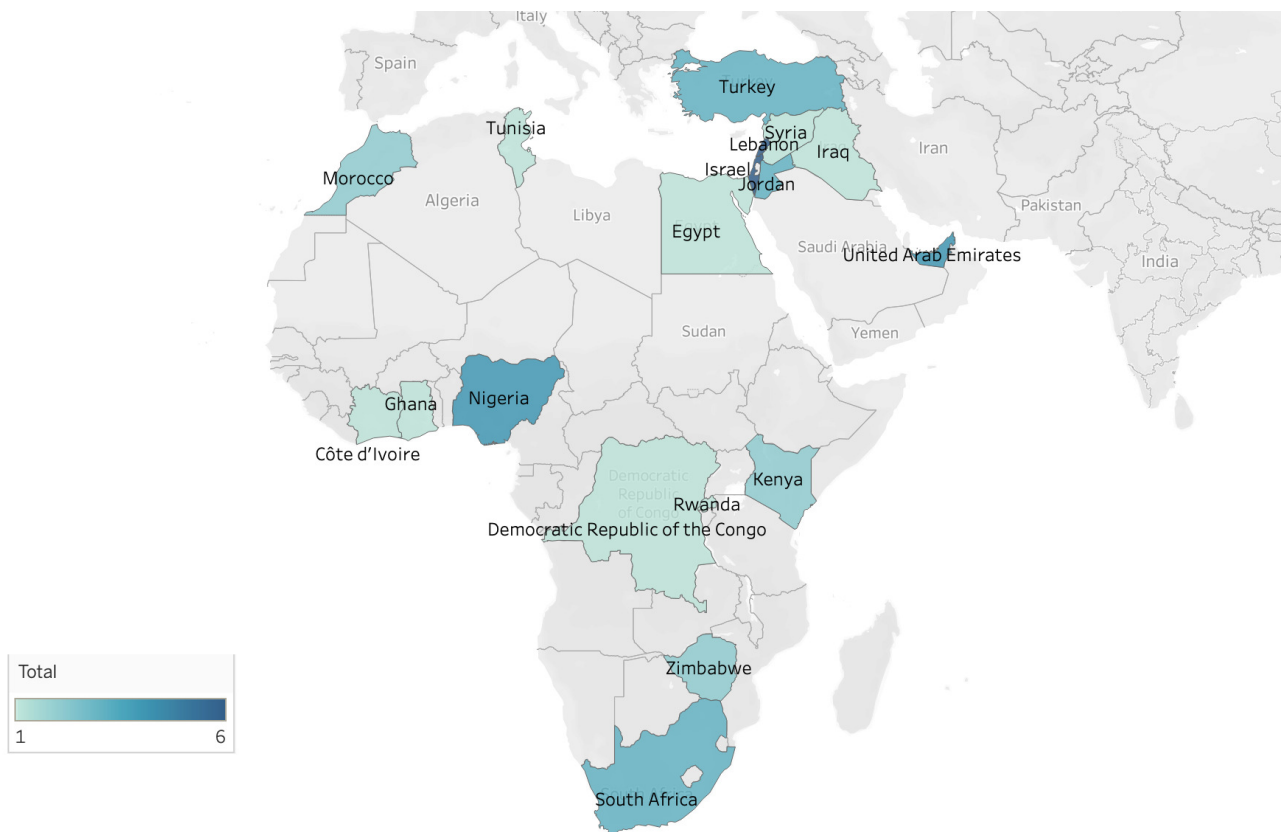 Italy
Spain
Turkey
Tunisia
Syria
Lebanon
Iraq
Iran
Israel
Jordan
Morocco
Algeria
Libya
Egypt
Pakistan
Saudi Arabia
United Arab Emirates
India
Sudan
Yemen
Ghana
Nigeria
Côte d’Ivoire
Democratic
Republic
of Congo
Kenya
Rwanda
Democratic Republic of the Congo
Zimbabwe
South Africa
Total
1 6